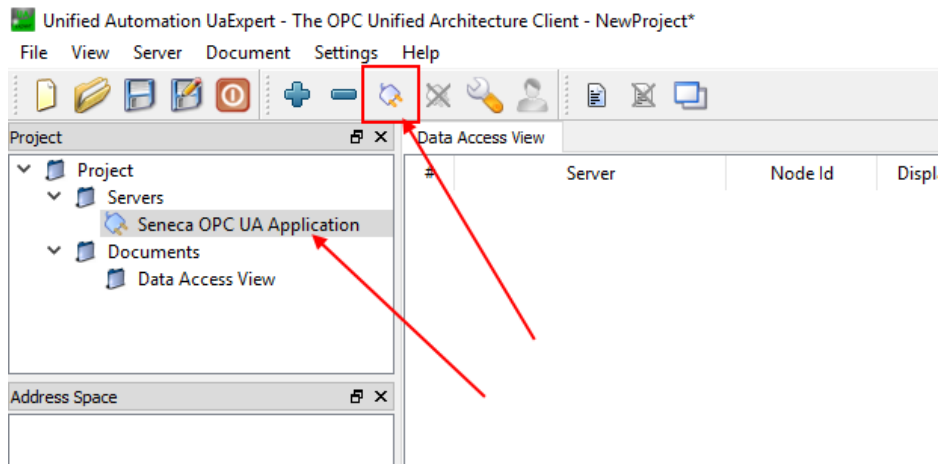 Unified Automation UaExpert - The OPC Unified Architecture Client - NewProject*
File View Server Document Settings Help
Project
Data Access View
Project
Servers
Seneca OPC UA Application
Documents
Data Access View
# Server Node Id Displ
Address Space